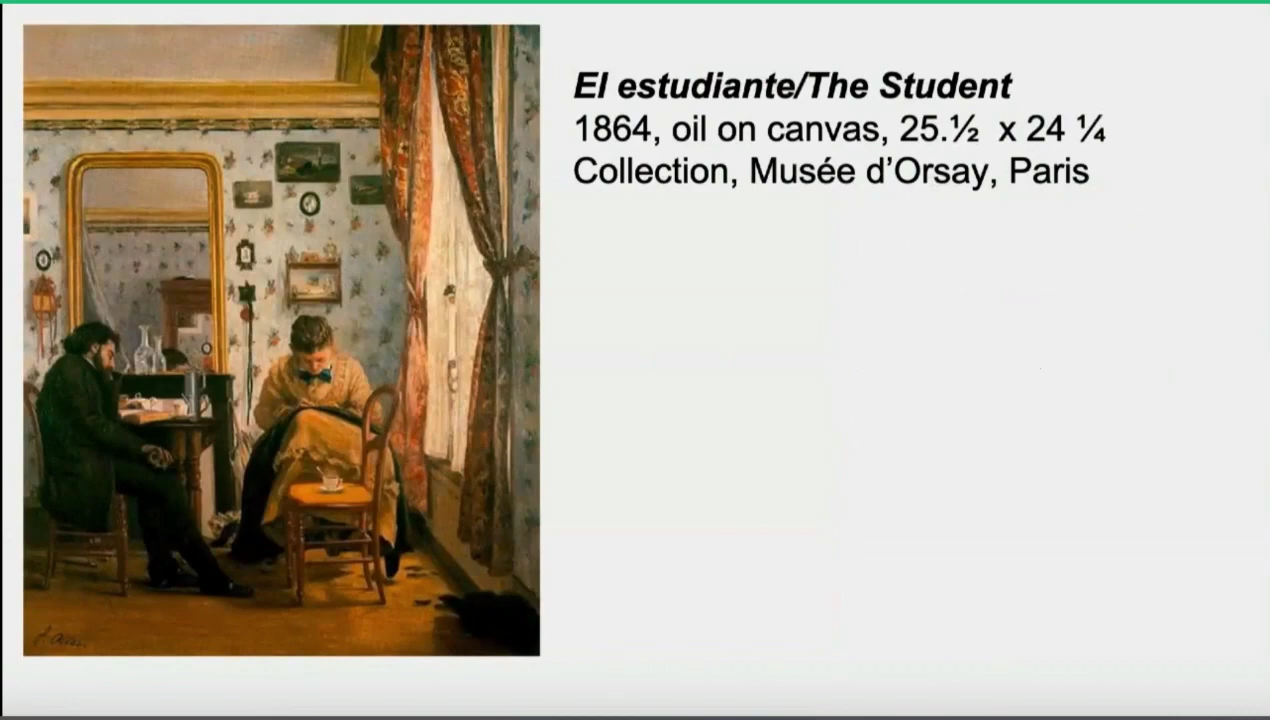 El estudiante/The Student
1864, oil on canvas, 25.½ x 24 ¼
Collection, Musée d’Orsay, Paris